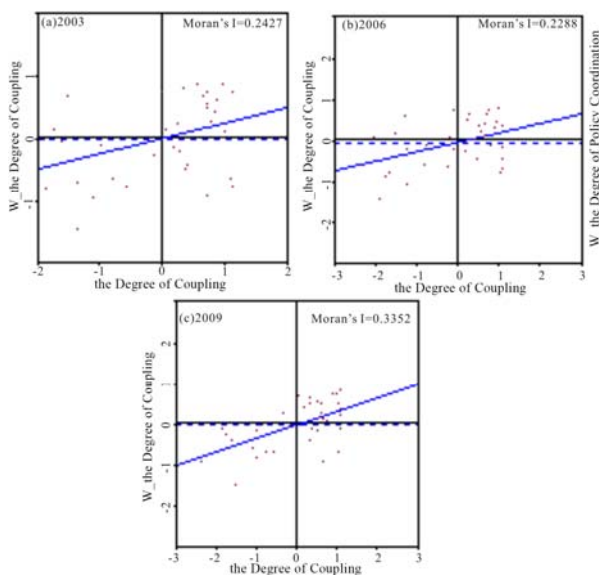 (a)2003
Moran's I=0.2427
W_the Degree of Coupling
1
0
-1
-2
-1
0
1
2
the Degree of Coupling
(b)2006
Moran's I=0.2288
W_the Degree of Coupling
2
1
0
-1
-2
-3
-2
-1
0
1
2
3
the Degree of Coupling
W_the Degree of Policy Coordination
(c)2009
Moran's I=0.3352
W_the Degree of Coupling
2
1
0
-1
-2
-3
-2
-1
0
1
2
3
the Degree of Coupling